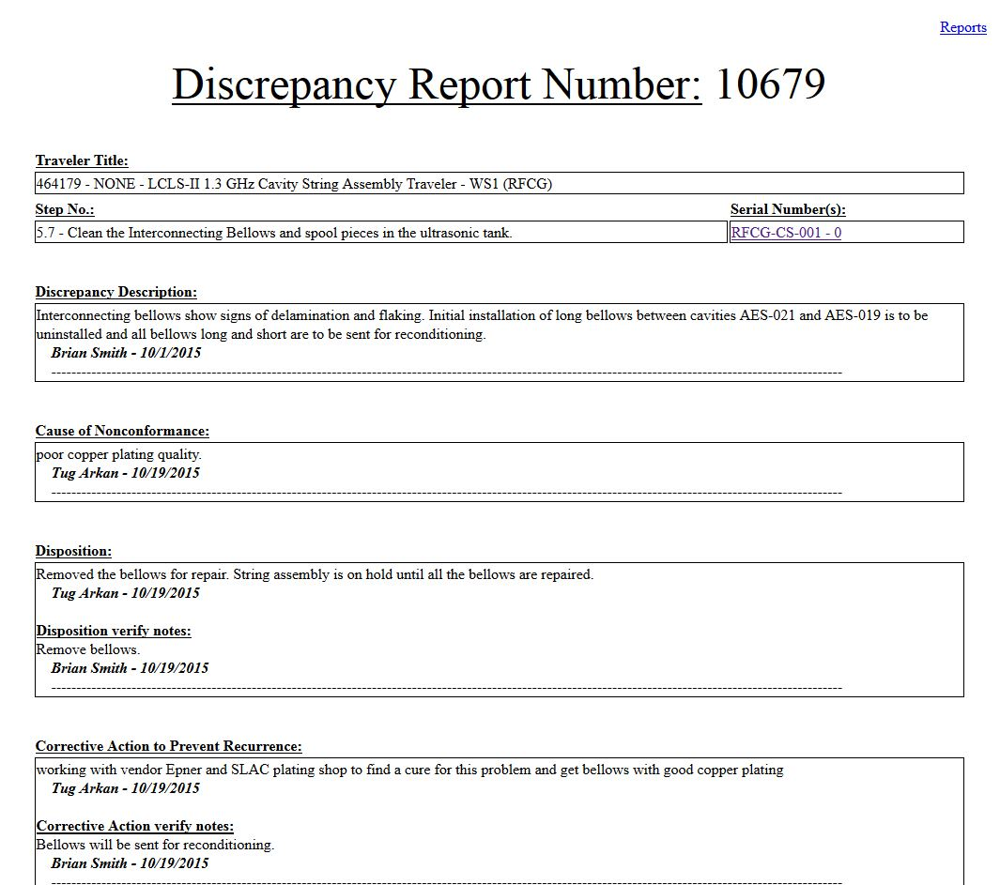 Reports
Discrepancy Report Number: 10679
Traveler Title:
464179 - NONE - LCLS-II 1.3 GHz Cavity String Assembly Traveler - WS1 (RFCG)
Step No.: Serial Number(s):
5.7 - Clean the Interconnecting Bellows and spool pieces in the ultrasonic tank. RFCG-CS-001 - 0
Discrepancy Description:
Interconnecting bellows show signs of delamination and flaking. Initial installation of long bellows between cavities AES-021 and AES-019 is to be
uninstalled and all bellows long and short are to be sent for reconditioning.
Brian Smith - 10/1/2015
Cause of Nonconformance:
poor copper plating quality.
Tug Arkan - 10/19/2015
Disposition:
Removed the bellows for repair. String assembly is on hold until all the bellows are repaired.
Tug Arkan - 10/19/2015
Disposition verify notes:
Remove bellows.
Brian Smith - 10/19/2015
Corrective Action to Prevent Recurrence:
working with vendor Epner and SLAC plating shop to find a cure for this problem and get bellows with good copper plating
Tug Arkan - 10/19/2015
Corrective Action verify notes:
Bellows will be sent for reconditioning.
Brian Smith - 10/19/2015